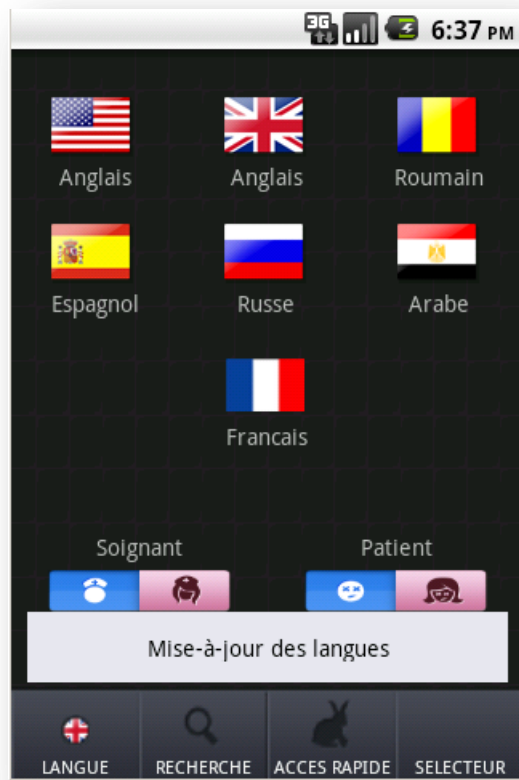 3G 6:37 PM
Anglais Anglais Roumain
Espagnol Russe Arabe
Francais
Soignant Patient
Mise-à-jour des langues
LANGUE RECHERCHE ACCES RAPIDE SELECTEUR